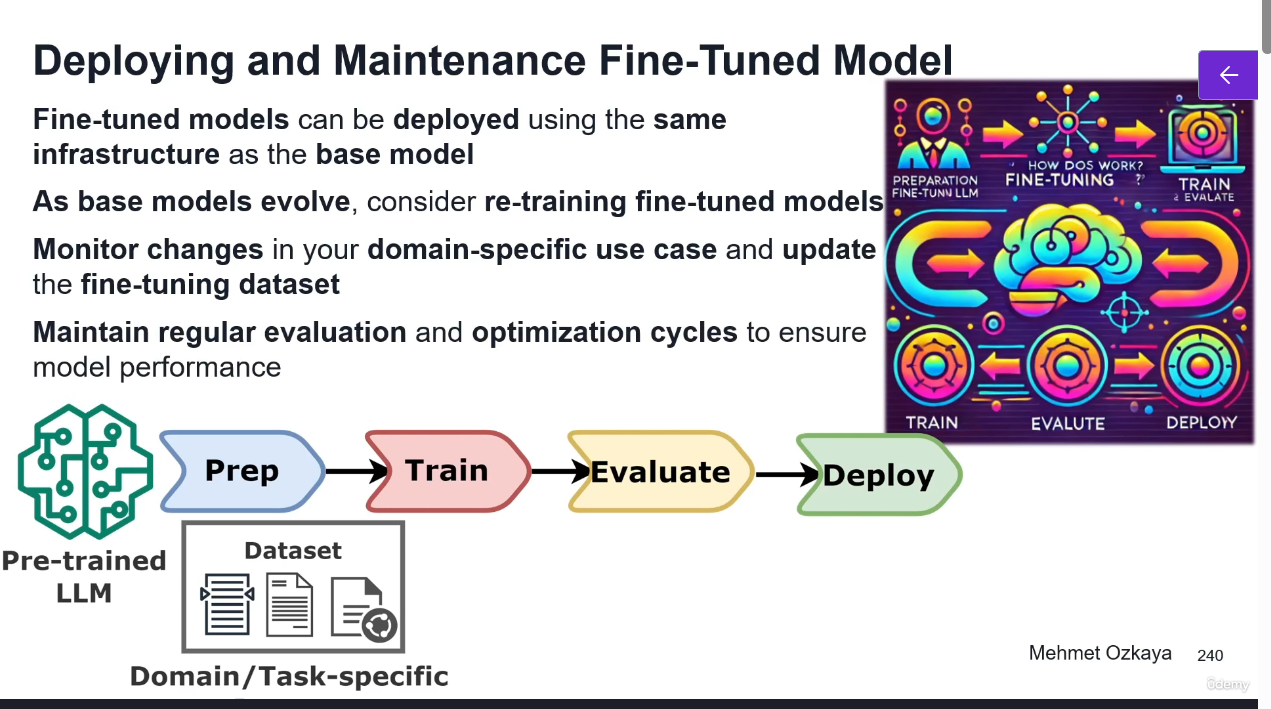 Deploying and Maintenance Fine-Tuned Model
Fine-tuned models can be deployed using the same
infrastructure as the base model
As base models evolve, consider re-training fine-tuned models
Monitor changes in your domain-specific use case and update
the fine-tuning dataset
Maintain regular evaluation and optimization cycles to ensure
model performance
PREPARATION
FINE-TUNN LLM
HOW DOS WORK?
FINE-TUNING ?
TRAIN
& EVALATE
TRAIN
EVALUTE
DEPLOYY
Prep
Train
Evaluate
Deploy
Pre-trained
LLM
Dataset
Domain/Task-specific
Mehmet Ozkaya
240
ûdemy